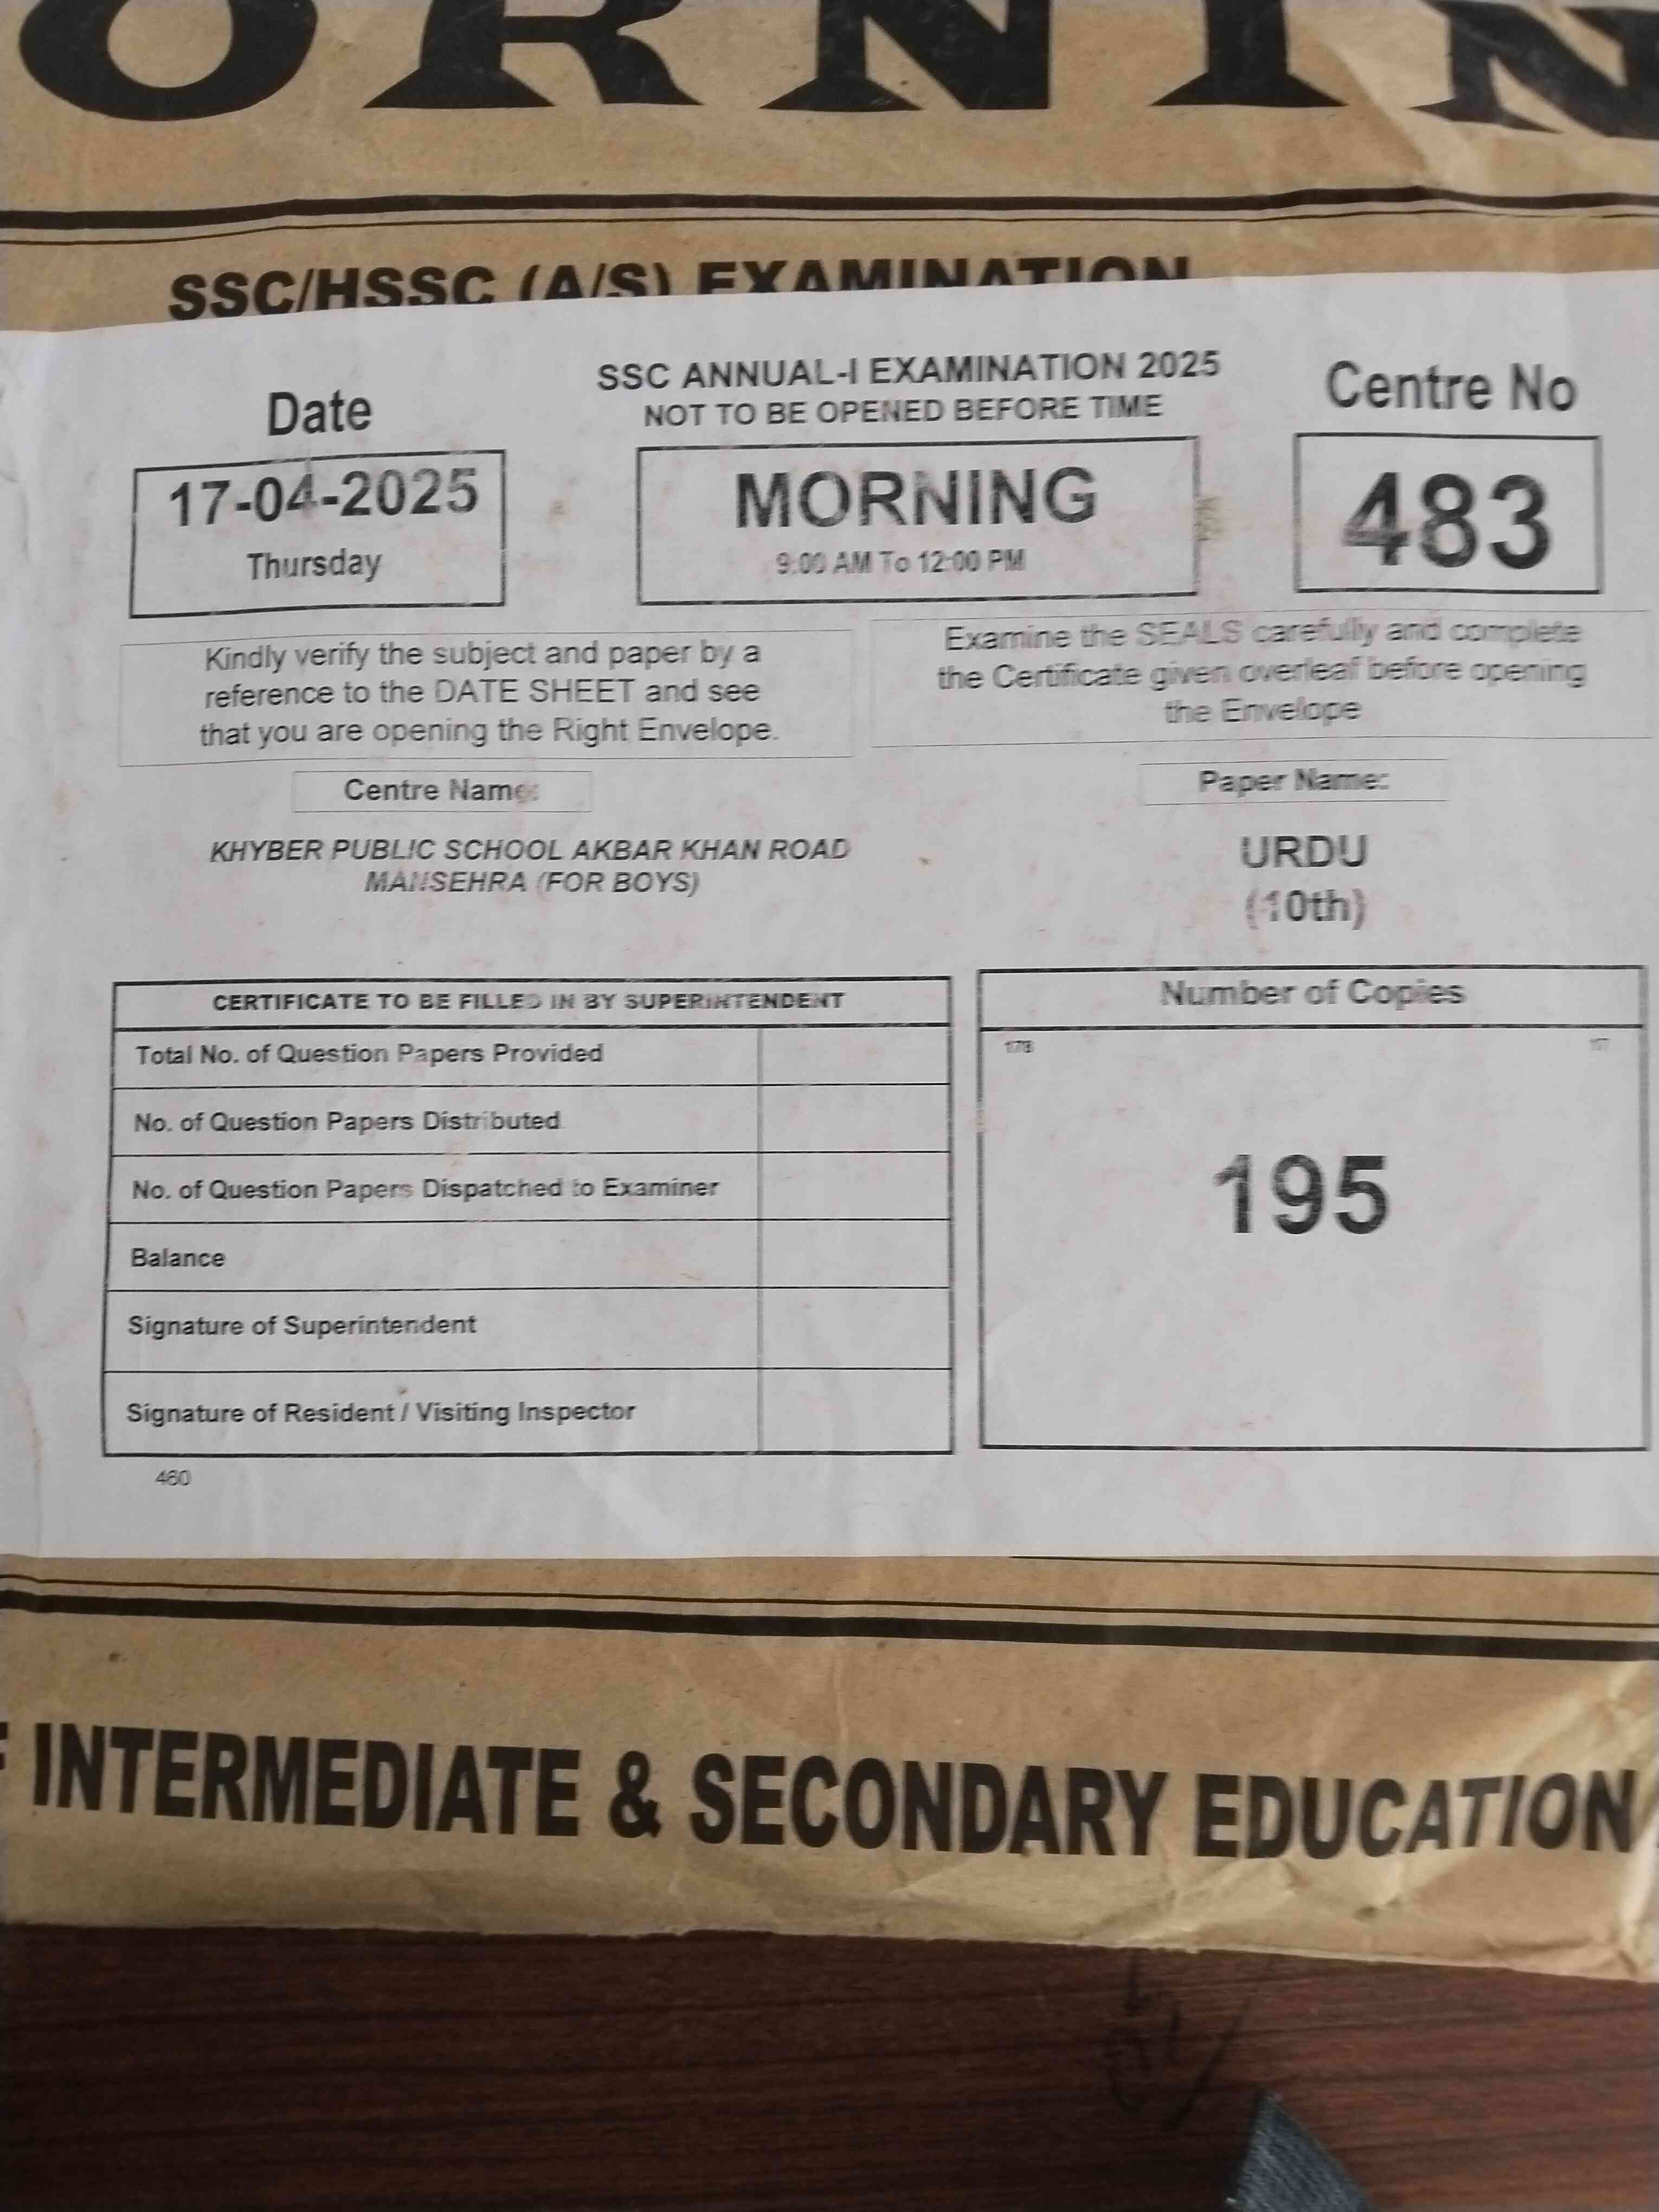 ORNIN
SSC/HSSC (A/S) EXAMINATION
SSC ANNUAL-I EXAMINATION 2025
NOT TO BE OPENED BEFORE TIME
Date
17-04-2025
Thursday
MORNING
9:00 AM To 12:00 PM
Centre No
483
Kindly verify the subject and paper by a
reference to the DATE SHEET and see
that you are opening the Right Envelope.
Examine the SEALS carefully and complete
the Certificate given overleaf before opening
the Envelope
Centre Name:
KHYBER PUBLIC SCHOOL AKBAR KHAN ROAD
MANSEHRA (FOR BOYS)
Paper Name:
URDU
(10th)
CERTIFICATE TO BE FILLED IN BY SUPERINTENDENT
Total No. of Question Papers Provided
No. of Question Papers Distributed
No. of Question Papers Dispatched to Examiner
Balance
Signature of Superintendent
Signature of Resident / Visiting Inspector
460
Number of Copies
178
195
INTERMEDIATE & SECONDARY EDUCATION